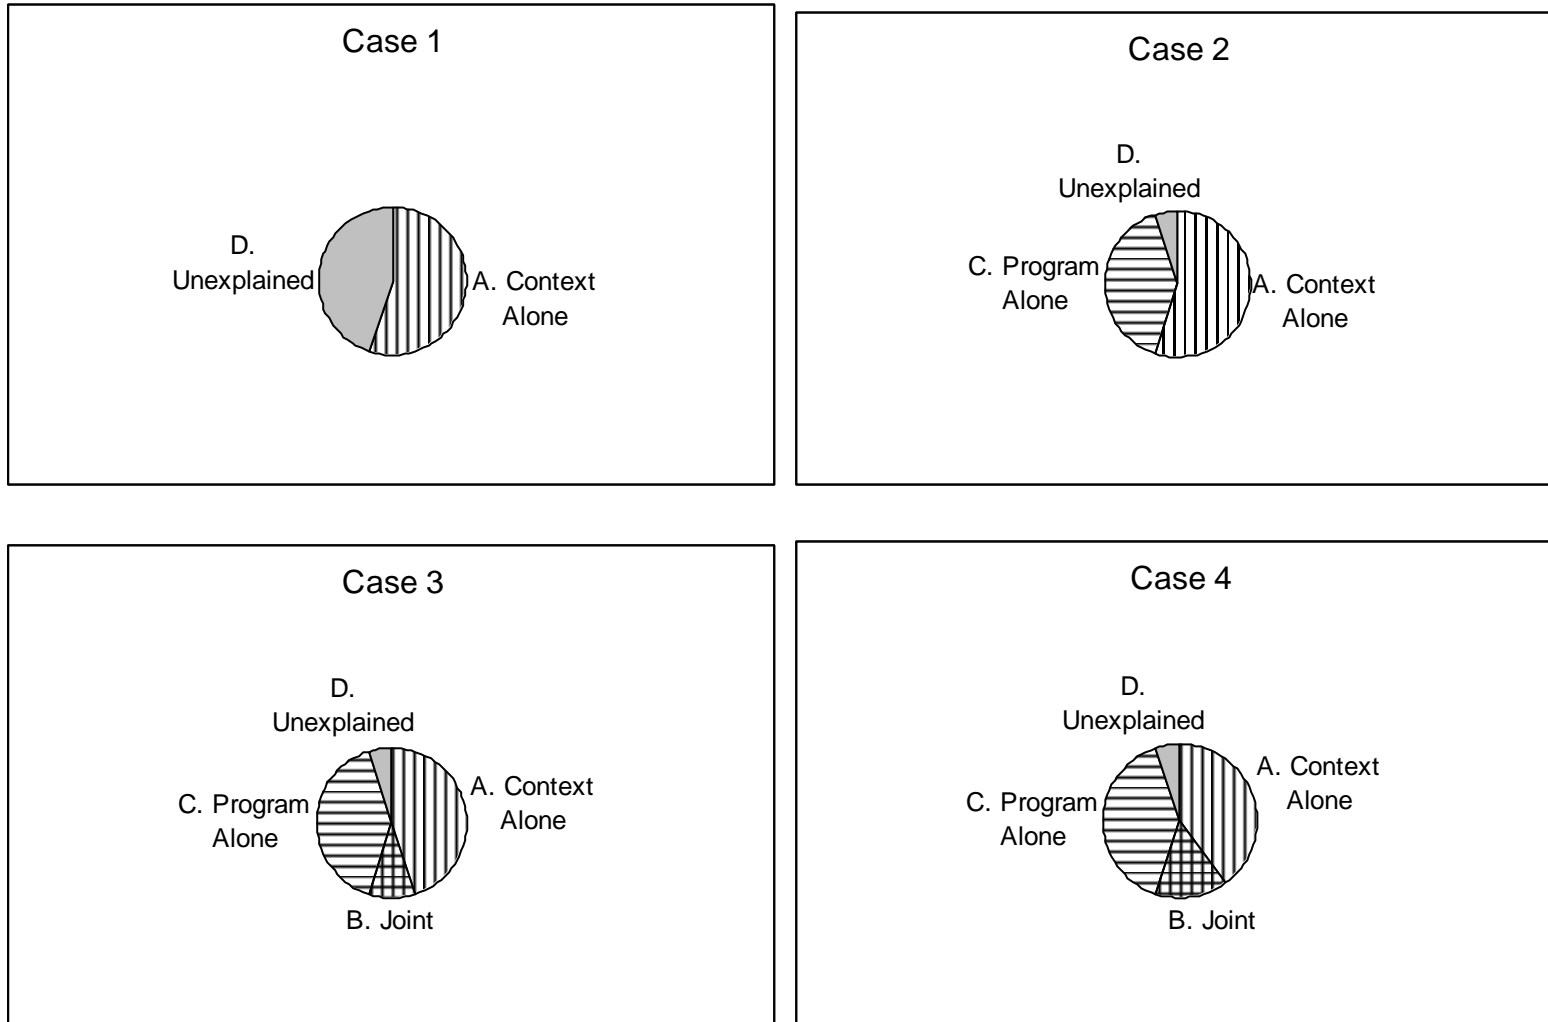 Case 1
D.
Unexplained
A. Context
Alone
Case 2
D.
Unexplained
C. Program
Alone
A. Context
Alone
Case 3
D.
Unexplained
C. Program
Alone
A. Context
Alone
B. Joint
Case 4
D.
Unexplained
C. Program
Alone
A. Context
Alone
B. Joint